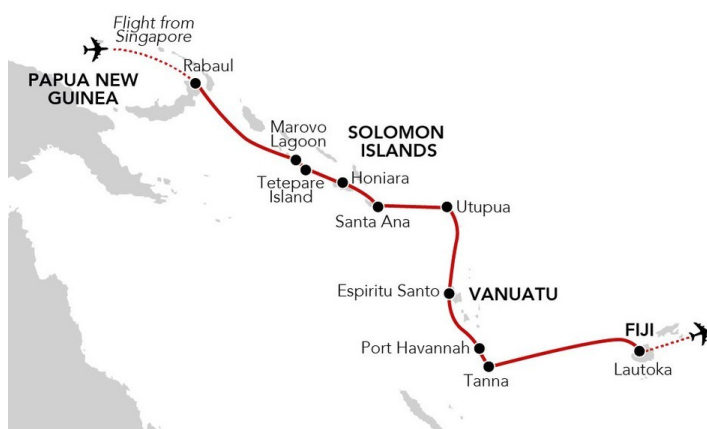 Flight from
Singapore
Rabaul
PAPUA NEW
GUINEA
Marovo
Lagoon
SOLOMON
ISLANDS
Tetepare
Island
Honiara
Santa Ana
Utupua
Espiritu Santo
VANUATU
Port Havannah
FIJI
Tanna
Lautoka